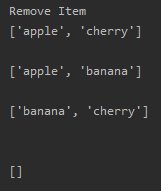 Remove Item
['apple', 'cherry']
['apple', 'banana']
['banana', 'cherry']
[]